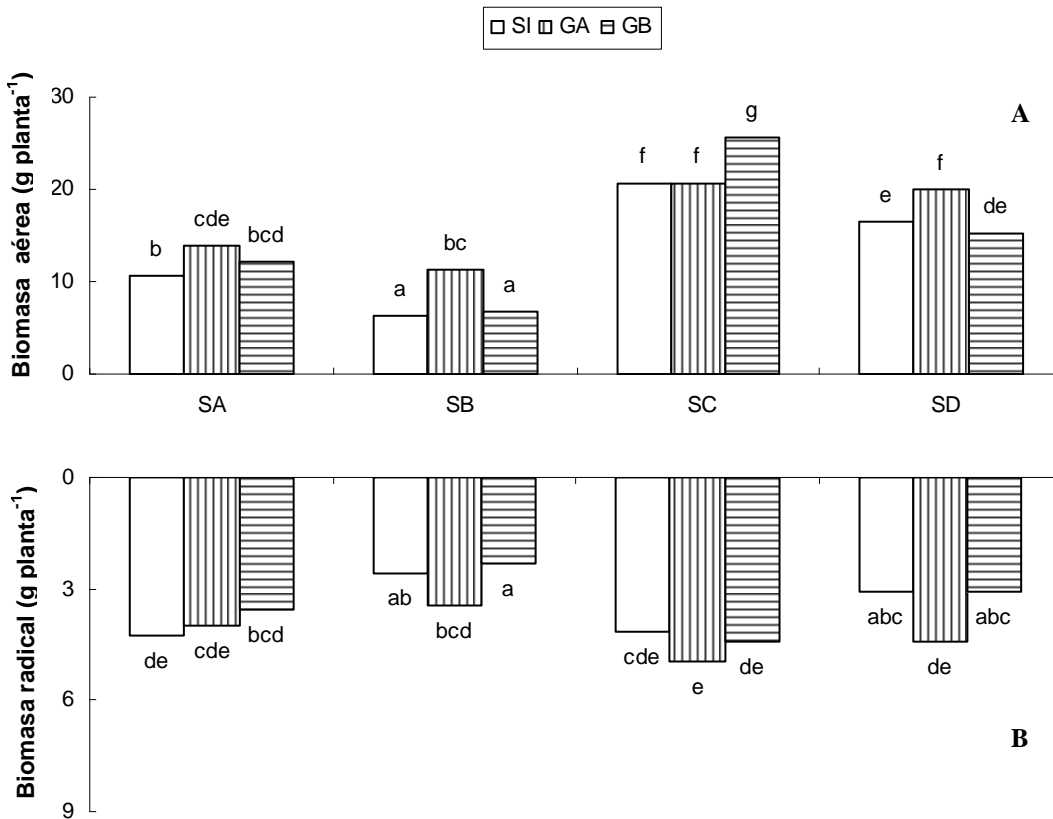 SI GA GB
Biomasa aérea (g planta-1)
30
20
10
0
A
b cde bcd
a bc a
f f g
e f de
SA SB SC SD
Biomasa radical (g planta-1)
0
3
6
9
de cde bcd
ab bcd a
cde e de
abc de abc
B